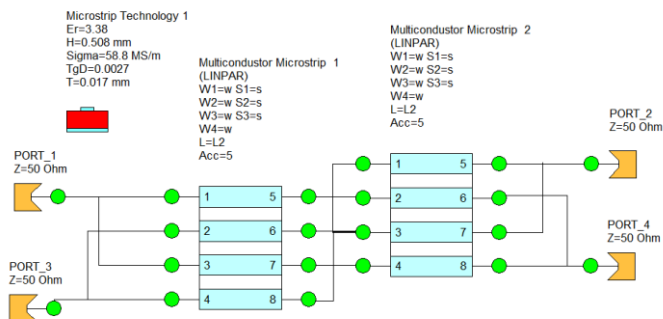 Microstrip Technology 1
Er=3.38
H=0.508 mm
Sigma=58.8 MS/m
TgD=0.0027
T=0.017 mm
Multicondustor Microstrip 1
(LINPAR)
W1=w S1=s
W2=w S2=s
W3=w S3=s
W4=w
L=L2
Acc=5
Multicondustor Microstrip 2
(LINPAR)
W1=w S1=s
W2=w S2=s
W3=w S3=s
W4=w
L=L2
Acc=5
PORT_1
Z=50 Ohm
PORT_3
Z=50 Ohm
1 5
2 6
3 7
4 8
1 5
2 6
3 7
4 8
PORT_2
Z=50 Ohm
PORT_4
Z=50 Ohm